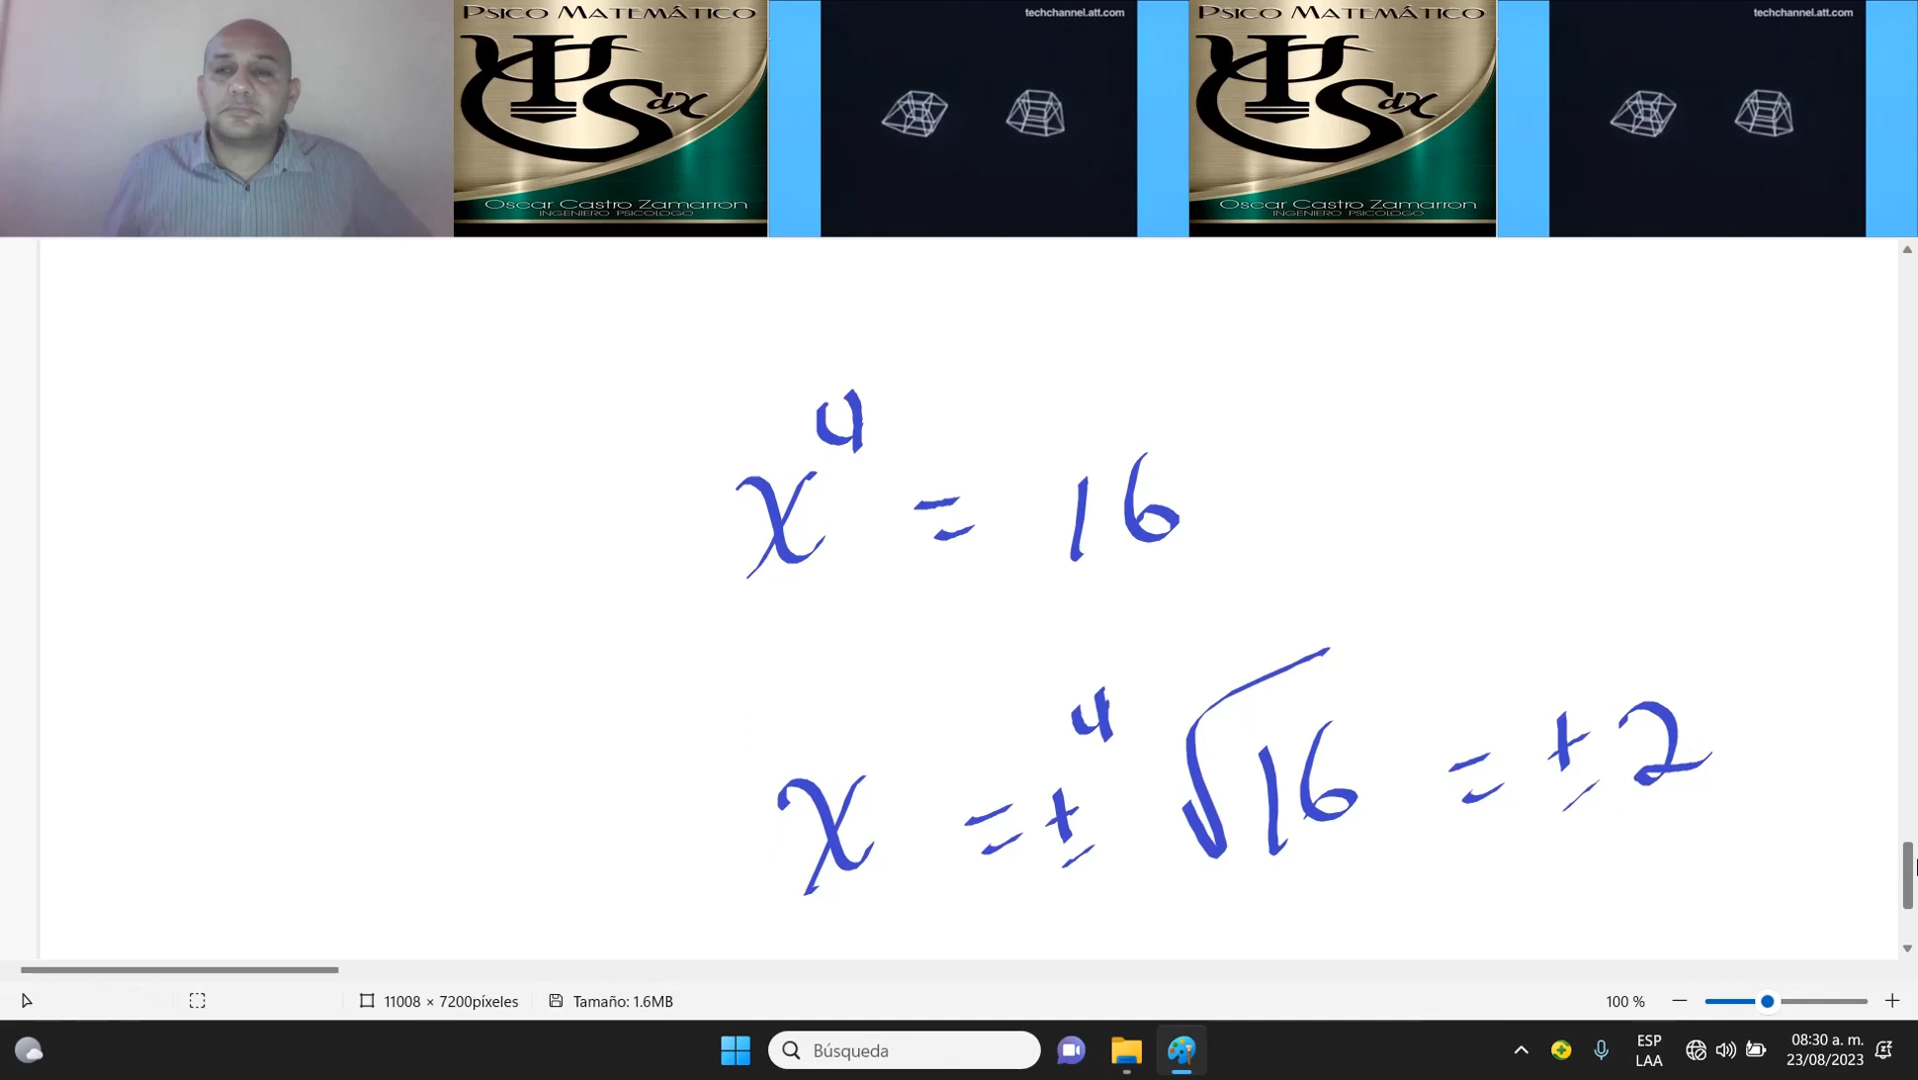 PSICO MATEMÁTICO
dx
Oscar Castro Zamarron
INGENIERO PSICOLOGO
techchannel.att.com
PSICO MATEMÁTICO
dx
Oscar Castro Zamarron
INGENIERO PSICOLOGO
techchannel.att.com
x⁴ = 16
x = ± ⁴√16 = ± 2
11008 × 7200píxeles
Tamaño: 1.6MB
100 %
Búsqueda
ESP
LAA
08:30 a. m.
23/08/2023